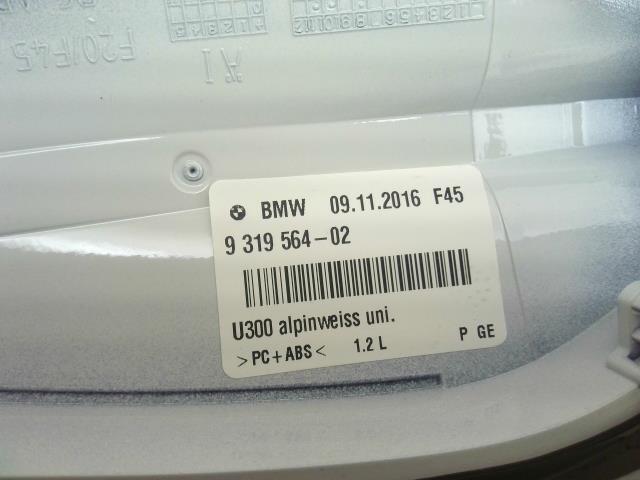 F20/F45
BMW 09.11.2016 F45
9 319 564-02
U300 alpinweiss uni.
>PC+ABS< 1.2 L P GE